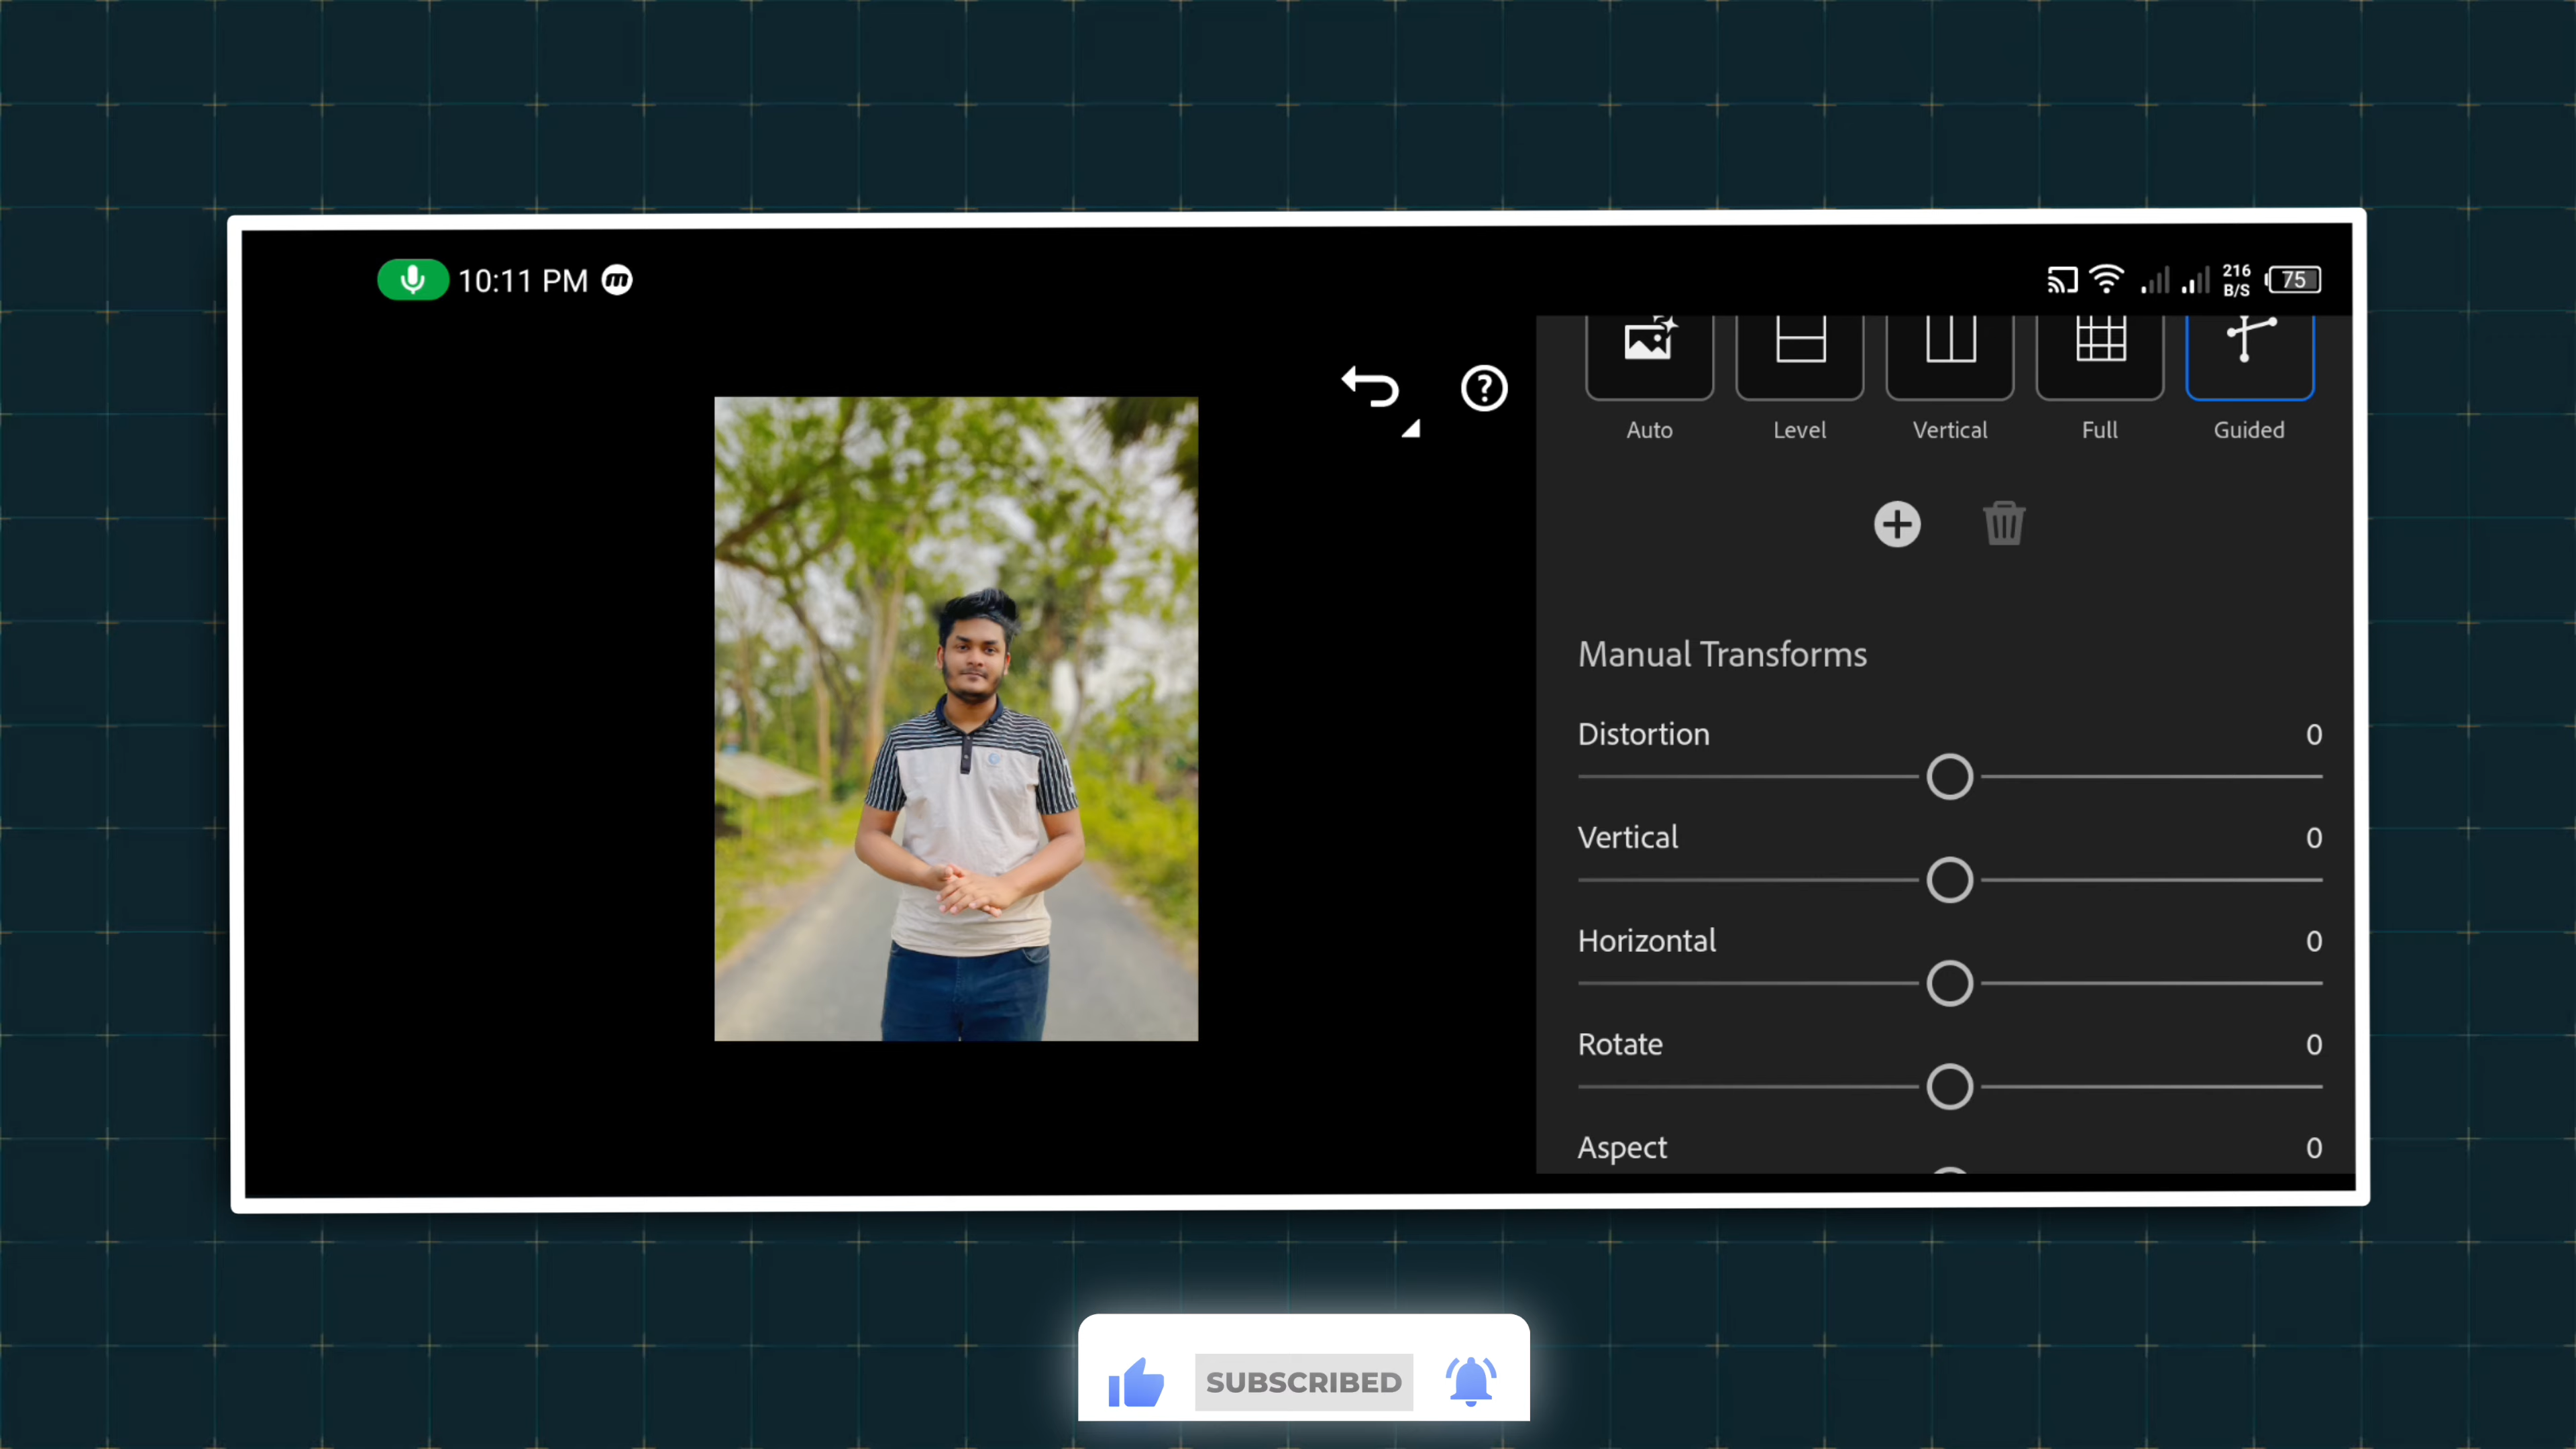 10:11 PM
216
B/S
75
Auto
Level
Vertical
Full
Guided
Manual Transforms
Distortion 0
Vertical 0
Horizontal 0
Rotate 0
Aspect 0
SUBSCRIBED